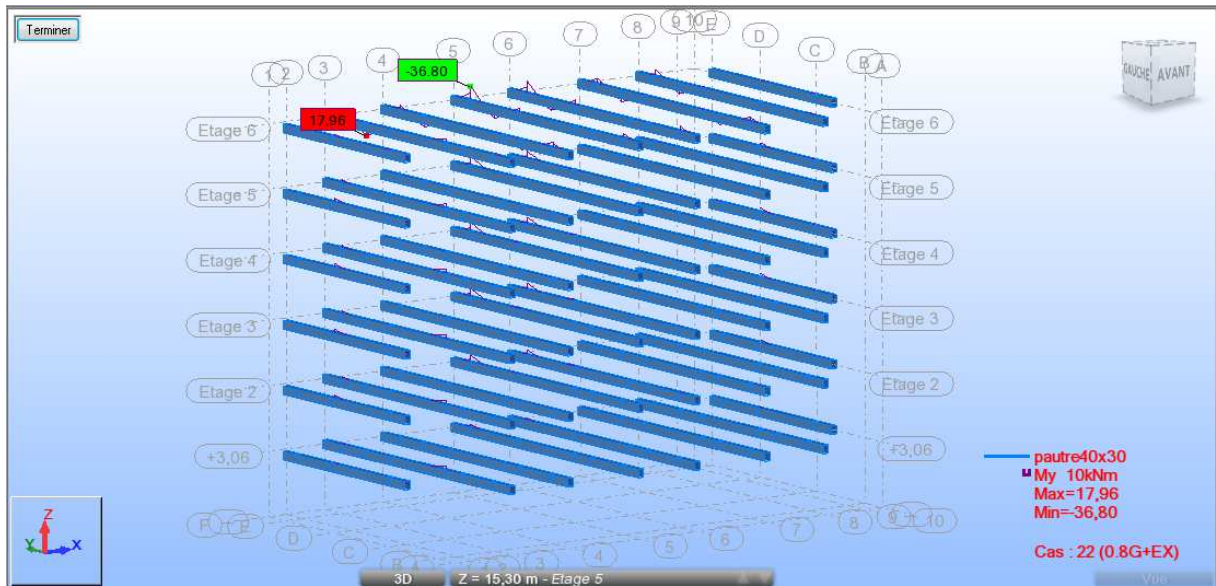 Terminer
1 2 3 4 5 6 7 8 9 10 E D C B A
-36.80
17.96
GAUCHE AVANT
Etage 6 Etage 6
Etage 5 Etage 5
Etage 4 Etage 4
Etage 3 Etage 3
Etage 2 Etage 2
+3,06 +3,06
pautre40x30
My 10kNm
Max=17,96
Min=-36,80
Cas : 22 (0.8G+EX)
F E D C B 3 4 5 6 7 8 9 10
Z
Y X
3D Z = 15,30 m - Etage 5
Vue